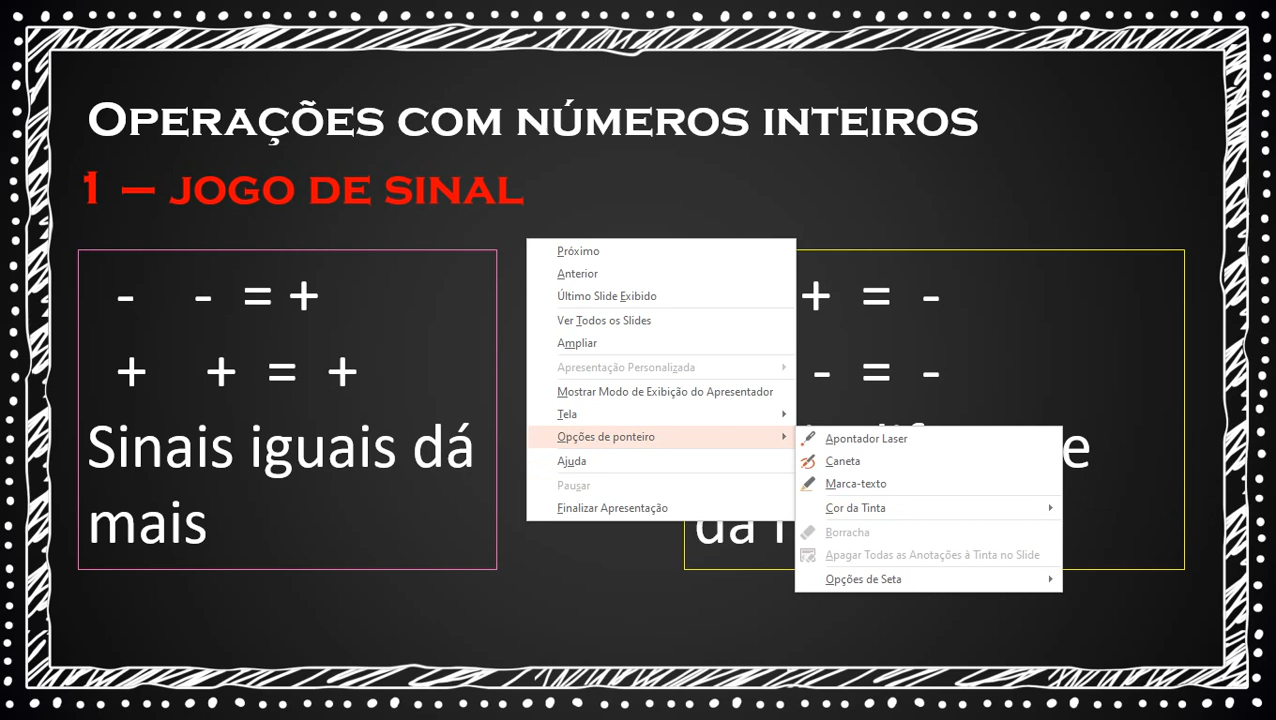 Operações com números inteiros
1 – jogo de sinal
- - = +
+ + = +
Sinais iguais dá
mais
+ = -
- = -
e
dá
Próximo
Anterior
Último Slide Exibido
Ver Todos os Slides
Ampliar
Apresentação Personalizada
Mostrar Modo de Exibição do Apresentador
Tela
Opções de ponteiro
Ajuda
Pausar
Finalizar Apresentação
Apontador Laser
Caneta
Marca-texto
Cor da Tinta
Borracha
Apagar Todas as Anotações à Tinta no Slide
Opções de Seta